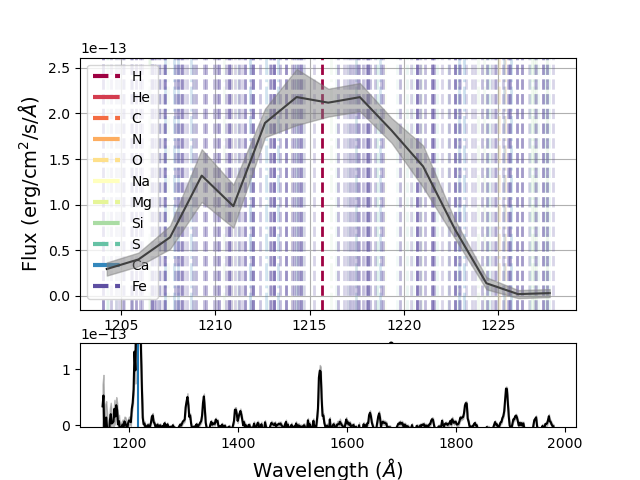 1e−13
2.5
2.0
1.5
1.0
0.5
0.0
Flux (erg/cm²/s/Å)
H
He
C
N
O
Na
Mg
Si
S
Ca
Fe
1205 1210 1215 1220 1225
1e−13
1
0
1200 1400 1600 1800 2000
Wavelength (Å)